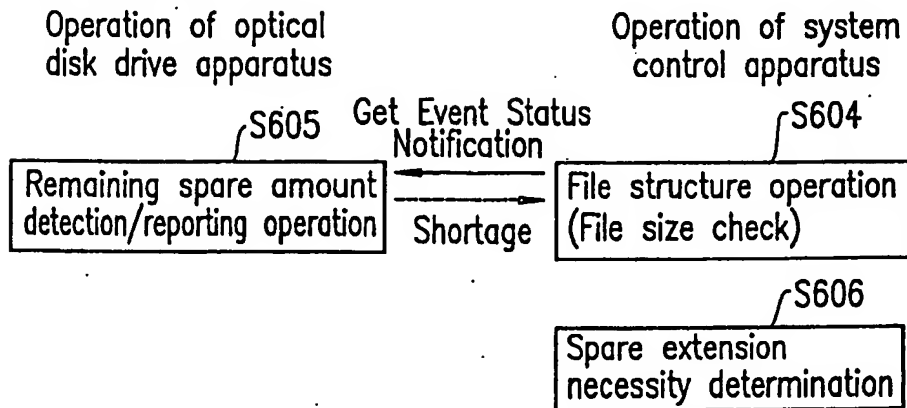 Operation of optical
disk drive apparatus
Operation of system
control apparatus
S605
Get Event Status
Notification
S604
Remaining spare amount
detection/reporting operation
Shortage
File structure operation
(File size check)
S606
Spare extension
necessity determination